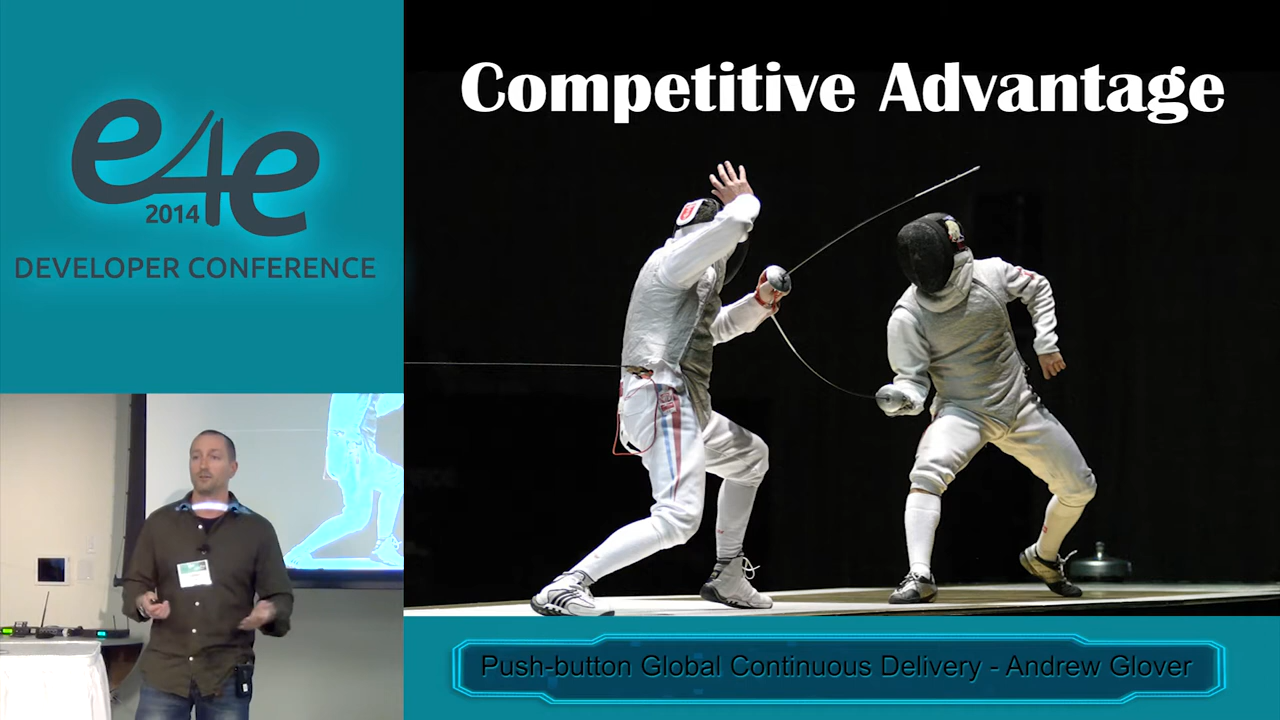 Competitive Advantage
e4e
2014
DEVELOPER CONFERENCE
Push-button Global Continuous Delivery - Andrew Glover